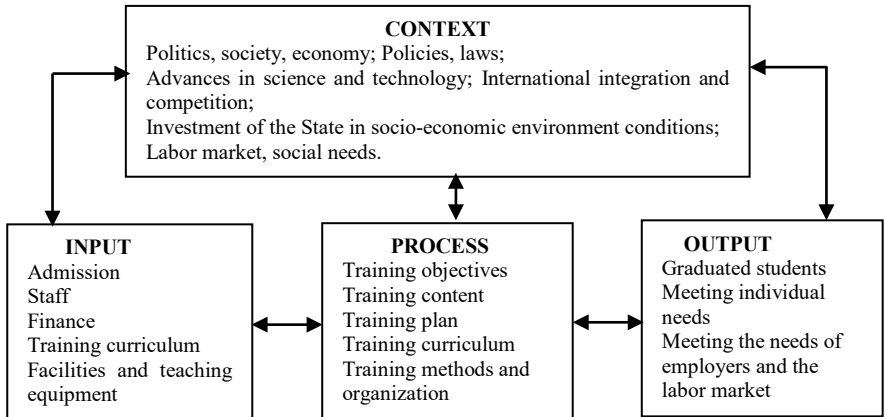 CONTEXT
Politics, society, economy; Policies, laws;
Advances in science and technology; International integration and
competition;
Investment of the State in socio-economic environment conditions;
Labor market, social needs.
INPUT
Admission
Staff
Finance
Training curriculum
Facilities and teaching
equipment
PROCESS
Training objectives
Training content
Training plan
Training curriculum
Training methods and
organization
OUTPUT
Graduated students
Meeting individual
needs
Meeting the needs of
employers and the
labor market